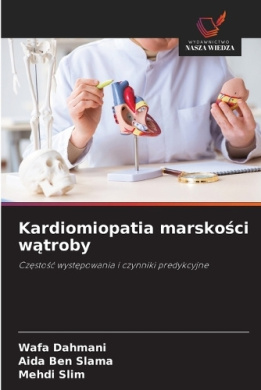 WYDAWNICTWO
NASZA WIEDZA
Kardiomiopatia marskości
wątroby
Częstość występowania i czynniki predykcyjne
Wafa Dahmani
Aida Ben Slama
Mehdi Slim